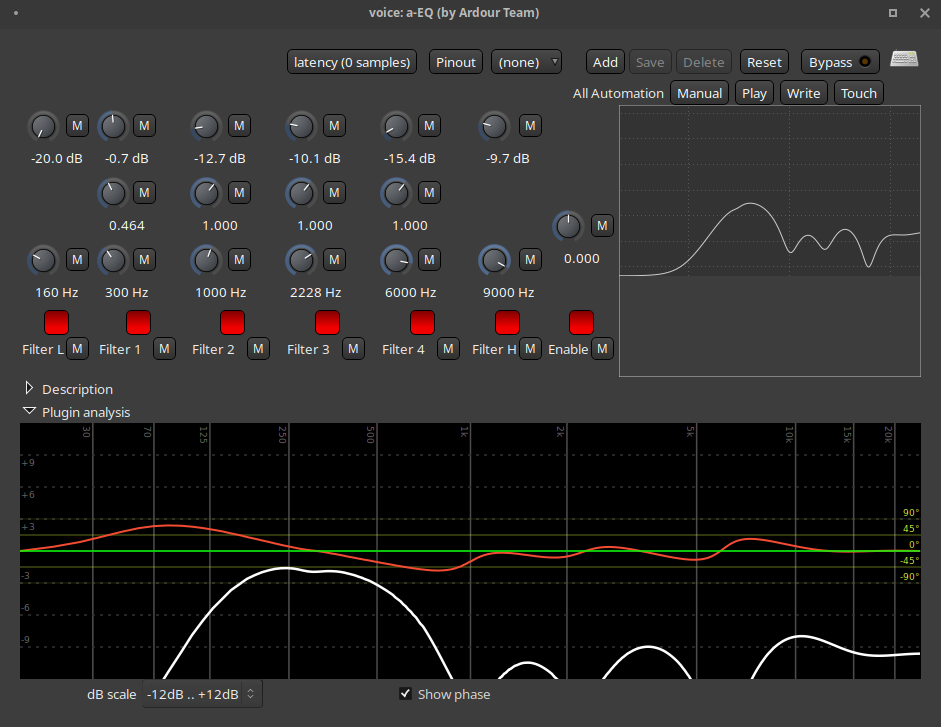 voice: a-EQ (by Ardour Team)
latency (0 samples) Pinout (none) Add Save Delete Reset Bypass
All Automation Manual Play Write Touch
M M M M M M
-20.0 dB -0.7 dB -12.7 dB -10.1 dB -15.4 dB -9.7 dB
M M M M
0.464 1.000 1.000 1.000
M
0.000
M M M M M M
160 Hz 300 Hz 1000 Hz 2228 Hz 6000 Hz 9000 Hz
Filter L M Filter 1 M Filter 2 M Filter 3 M Filter 4 M Filter H M Enable M
Description
Plugin analysis
30 70 125 250 500 1k 2k 5k 10k 15k 20k
+9
+6
+3
-3
-6
-9
90°
45°
0°
-45°
-90°
dB scale -12dB .. +12dB Show phase